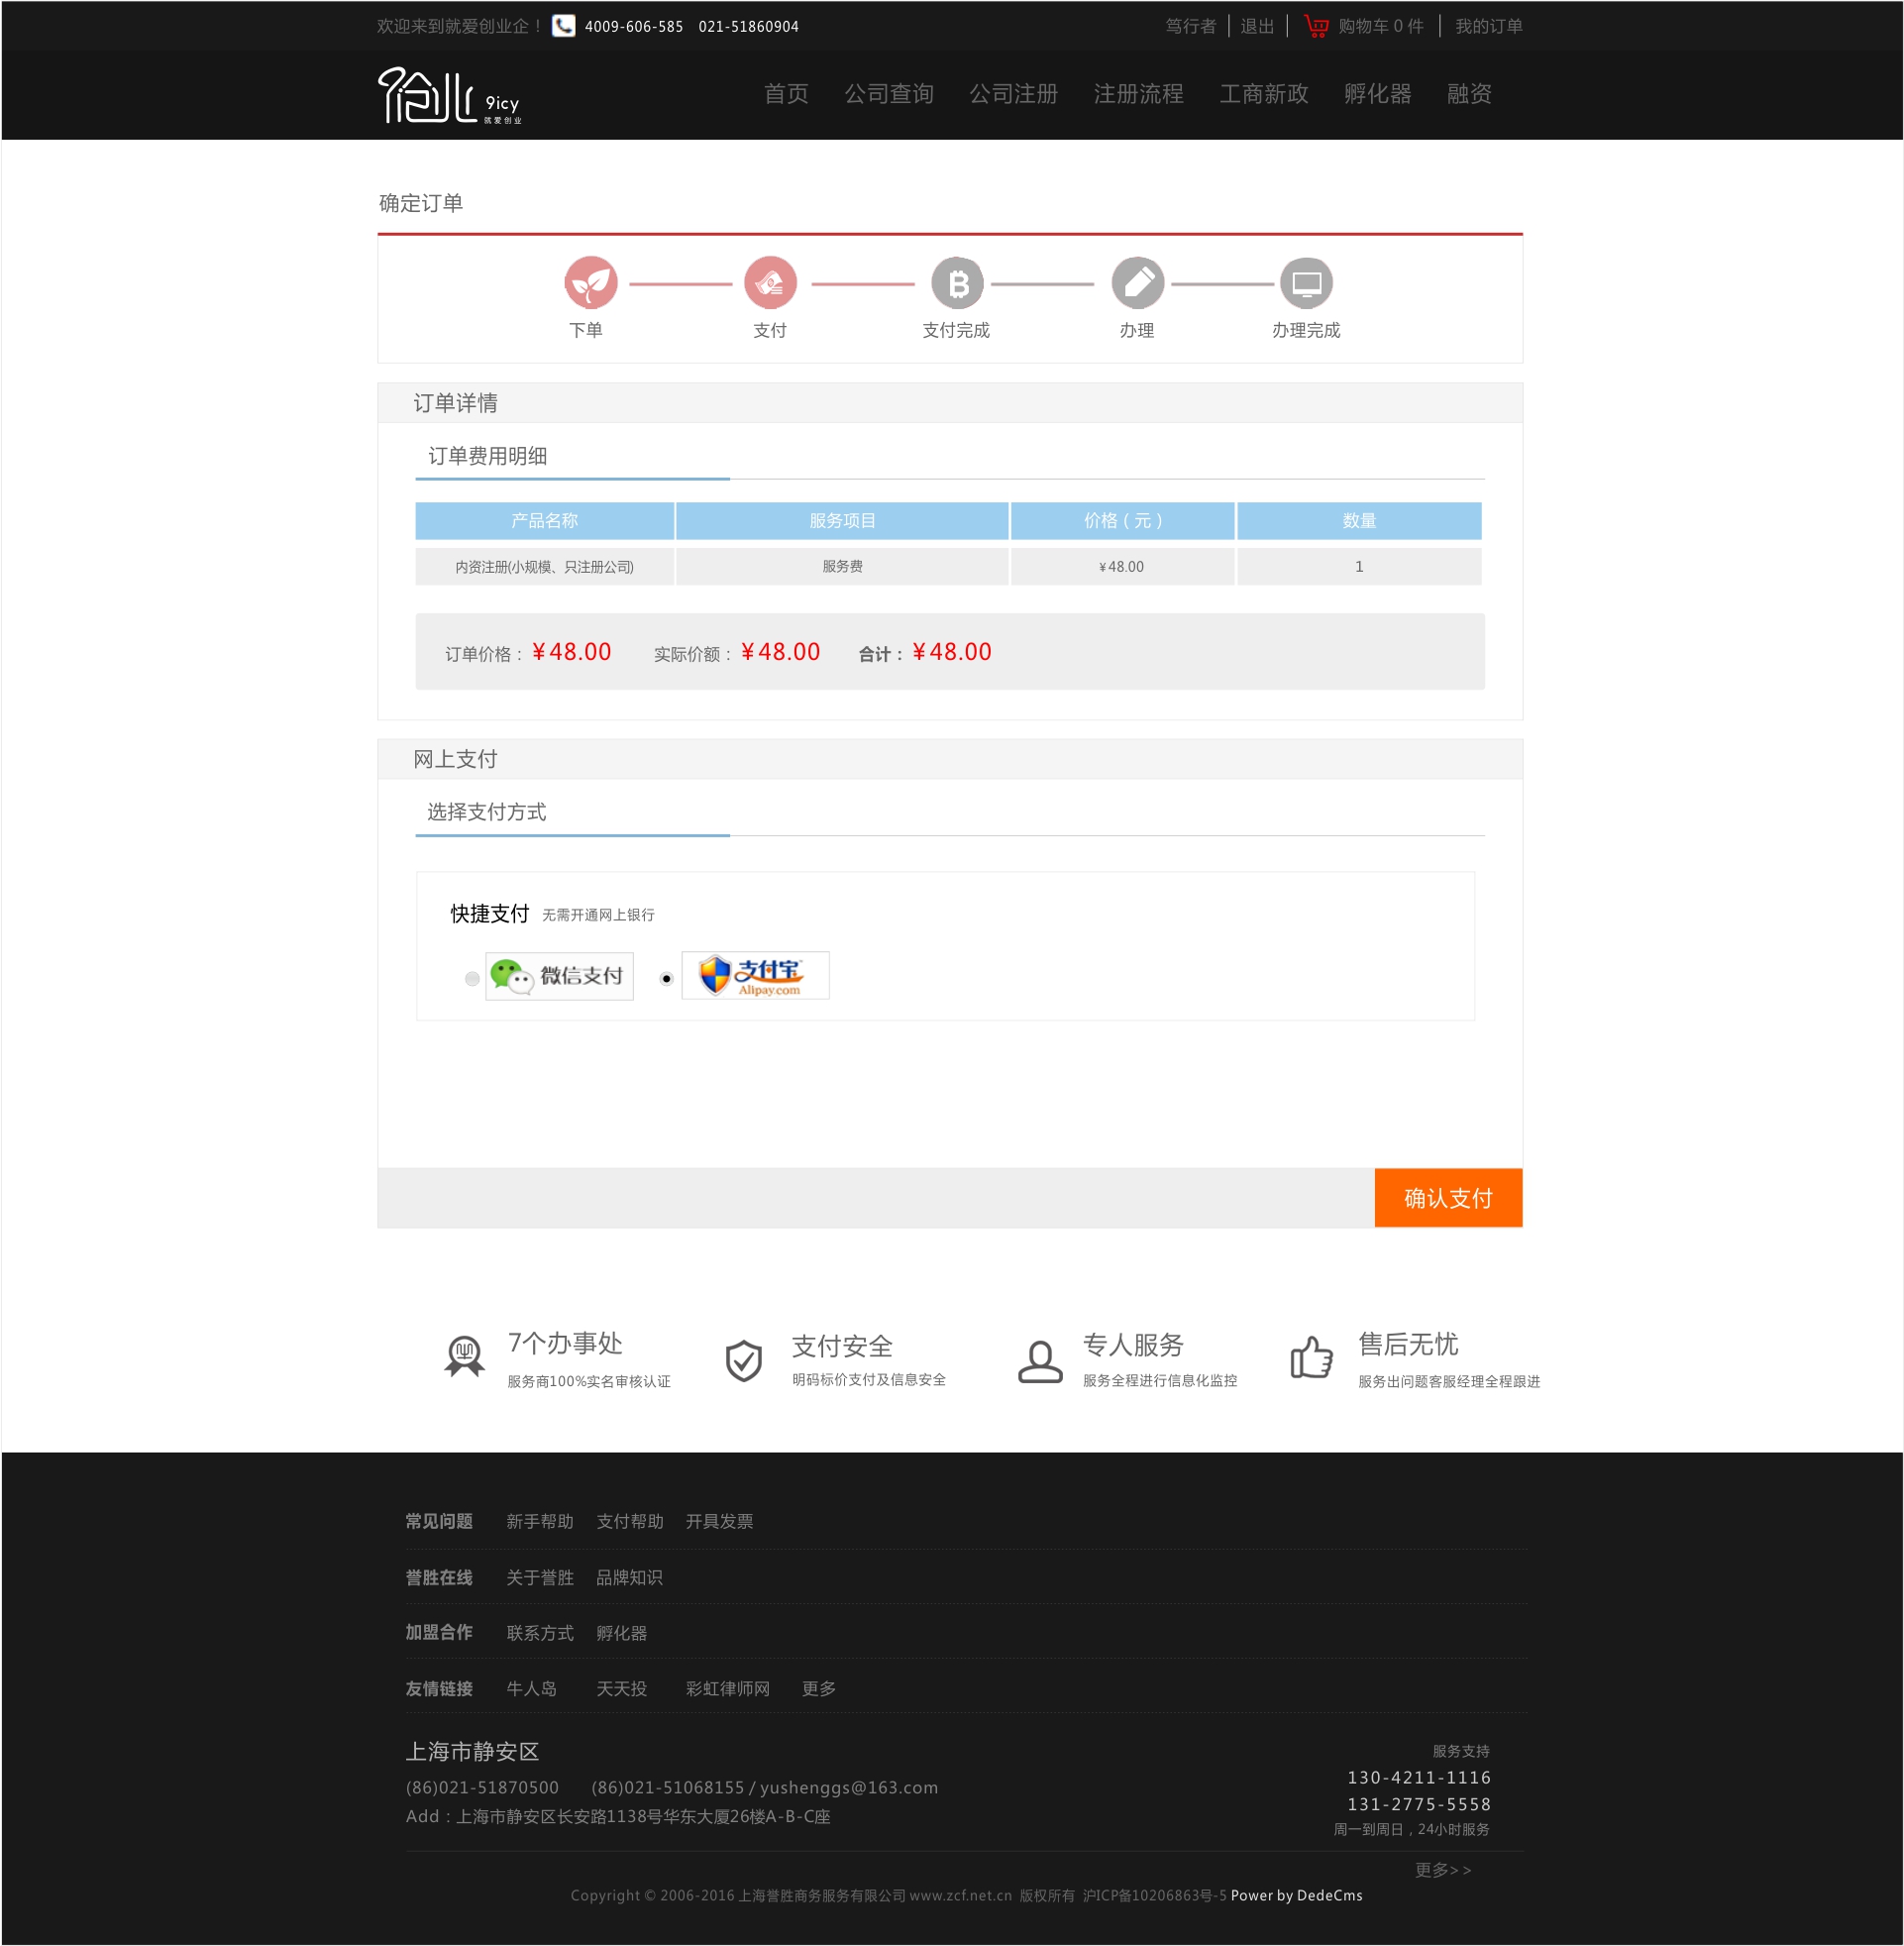 欢迎来到就爱创业企！ 4009-606-585 021-51860904 笃行者 退出 购物车 0 件 我的订单
9icy
就爱创业
首页 公司查询 公司注册 注册流程 工商新政 孵化器 融资
确定订单
下单 支付 支付完成 办理 办理完成
订单详情
订单费用明细
产品名称 服务项目 价格（元） 数量
内资注册(小规模、只注册公司) 服务费 ¥48.00 1
订单价格：¥48.00 实际价额：¥48.00 合计：¥48.00
网上支付
选择支付方式
快捷支付 无需开通网上银行
微信支付 支付宝
Alipay.com
确认支付
7个办事处 支付安全 专人服务 售后无忧
服务商100%实名审核认证 明码标价支付及信息安全 服务全程进行信息化监控 服务出问题客服经理全程跟进
常见问题 新手帮助 支付帮助 开具发票
誉胜在线 关于誉胜 品牌知识
加盟合作 联系方式 孵化器
友情链接 牛人岛 天天投 彩虹律师网 更多
上海市静安区
(86)021-51870500 (86)021-51068155 / yushenggs@163.com
Add：上海市静安区长安路1138号华东大厦26楼A-B-C座
服务支持
130-4211-1116
131-2775-5558
周一到周日，24小时服务
更多>>
Copyright © 2006-2016 上海誉胜商务服务有限公司 www.zcf.net.cn 版权所有 沪ICP备10206863号-5 Power by DedeCms